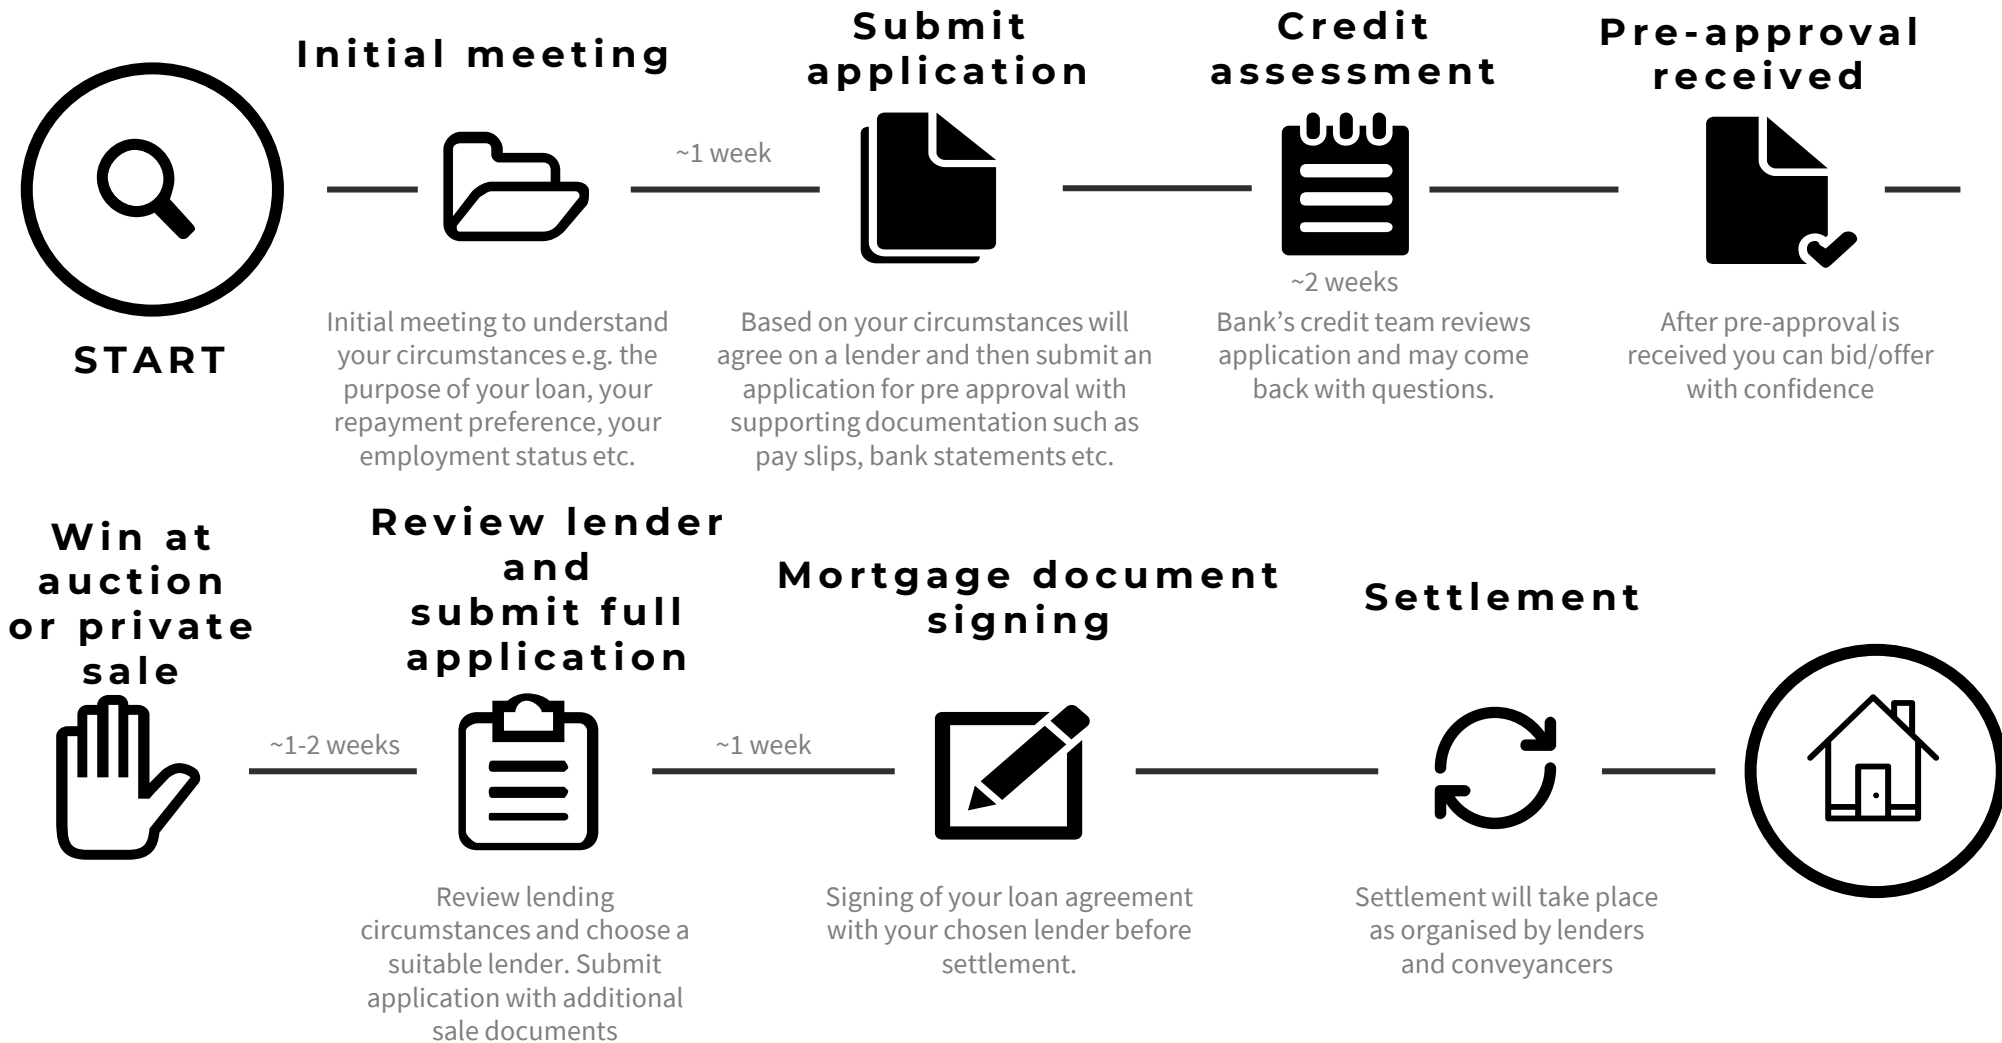 Initial meeting
Submit
application
Credit
assessment
Pre-approval
received
~1 week
~2 weeks
START
Initial meeting to understand
your circumstances e.g. the
purpose of your loan, your
repayment preference, your
employment status etc.
Based on your circumstances will
agree on a lender and then submit an
application for pre approval with
supporting documentation such as
pay slips, bank statements etc.
Bank’s credit team reviews
application and may come
back with questions.
After pre-approval is
received you can bid/offer
with confidence
Win at
auction
or private
sale
Review lender
and
submit full
application
Mortgage document
signing
Settlement
~1-2 weeks
~1 week
Review lending
circumstances and choose a
suitable lender. Submit
application with additional
sale documents
Signing of your loan agreement
with your chosen lender before
settlement.
Settlement will take place
as organised by lenders
and conveyancers